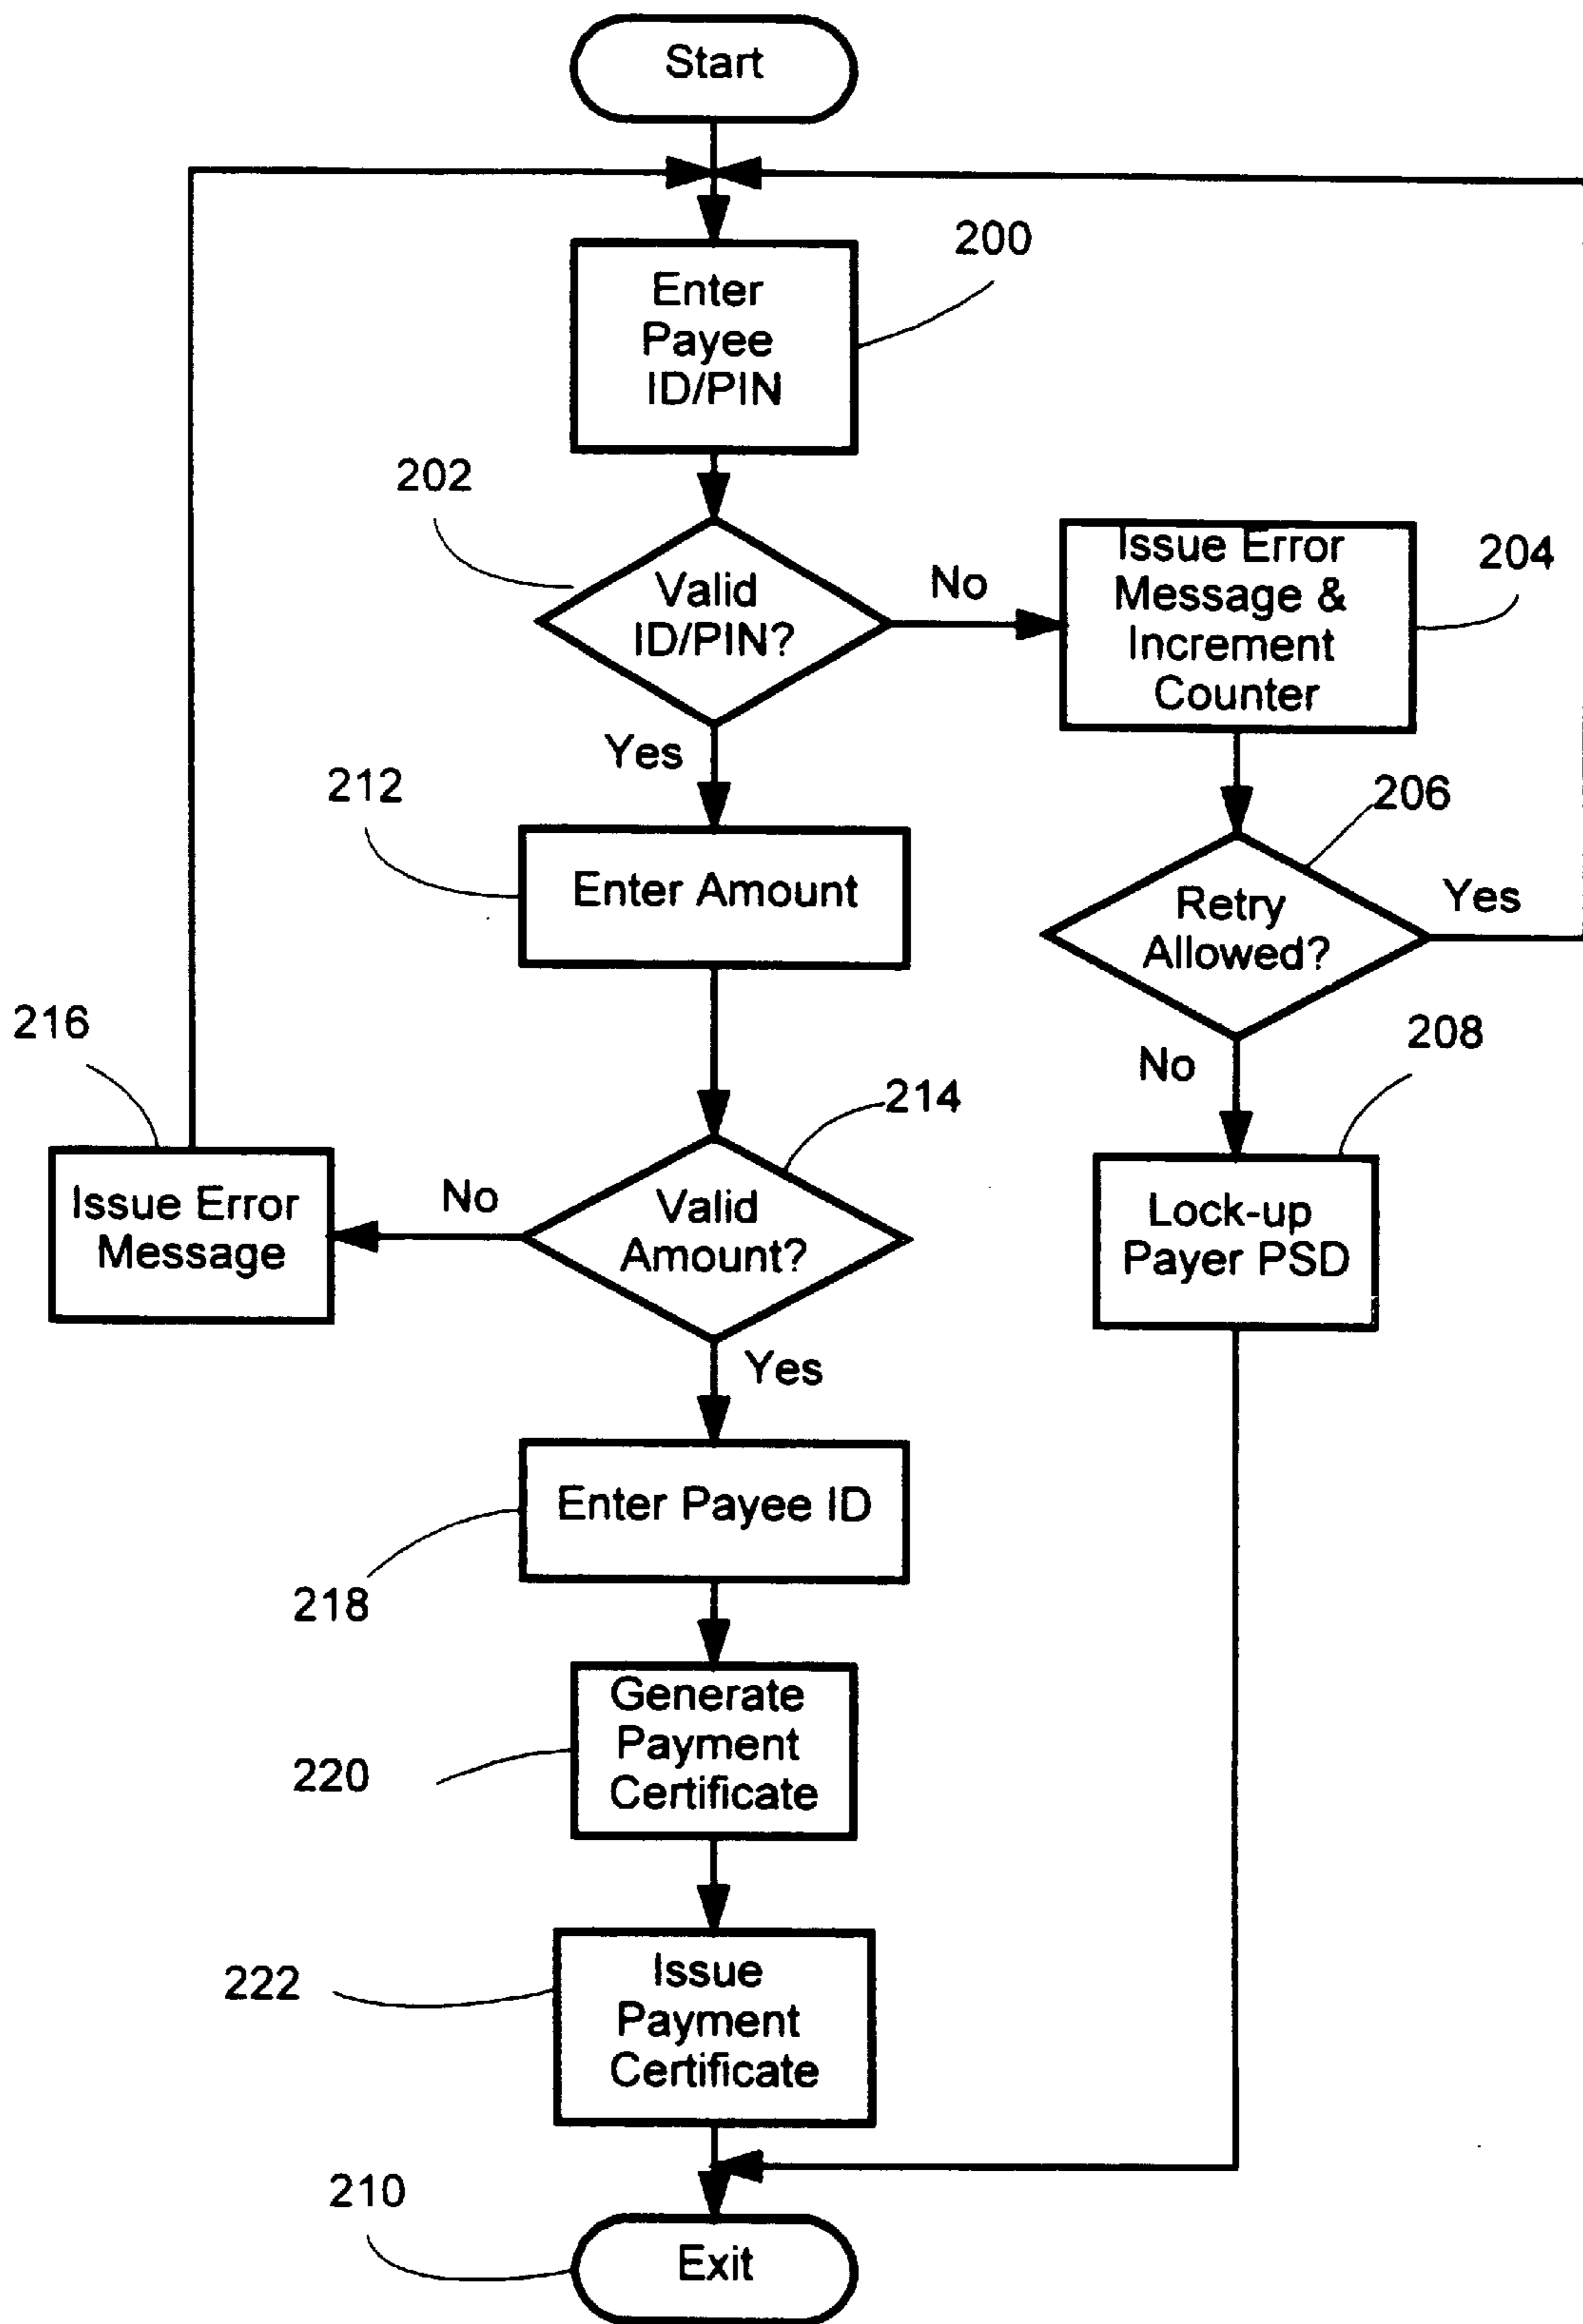 Start
200
Enter
Payee
ID/PIN
202
Valid
ID/PIN?
No
Issue Error
Message &
Increment
Counter
204
Yes
212
Enter Amount
206
Retry
Allowed?
Yes
216
Issue Error
Message
No
214
Valid
Amount?
No
208
Lock-up
Payer PSD
Yes
Enter Payee ID
218
Generate
Payment
Certificate
220
Issue
Payment
Certificate
222
210
Exit